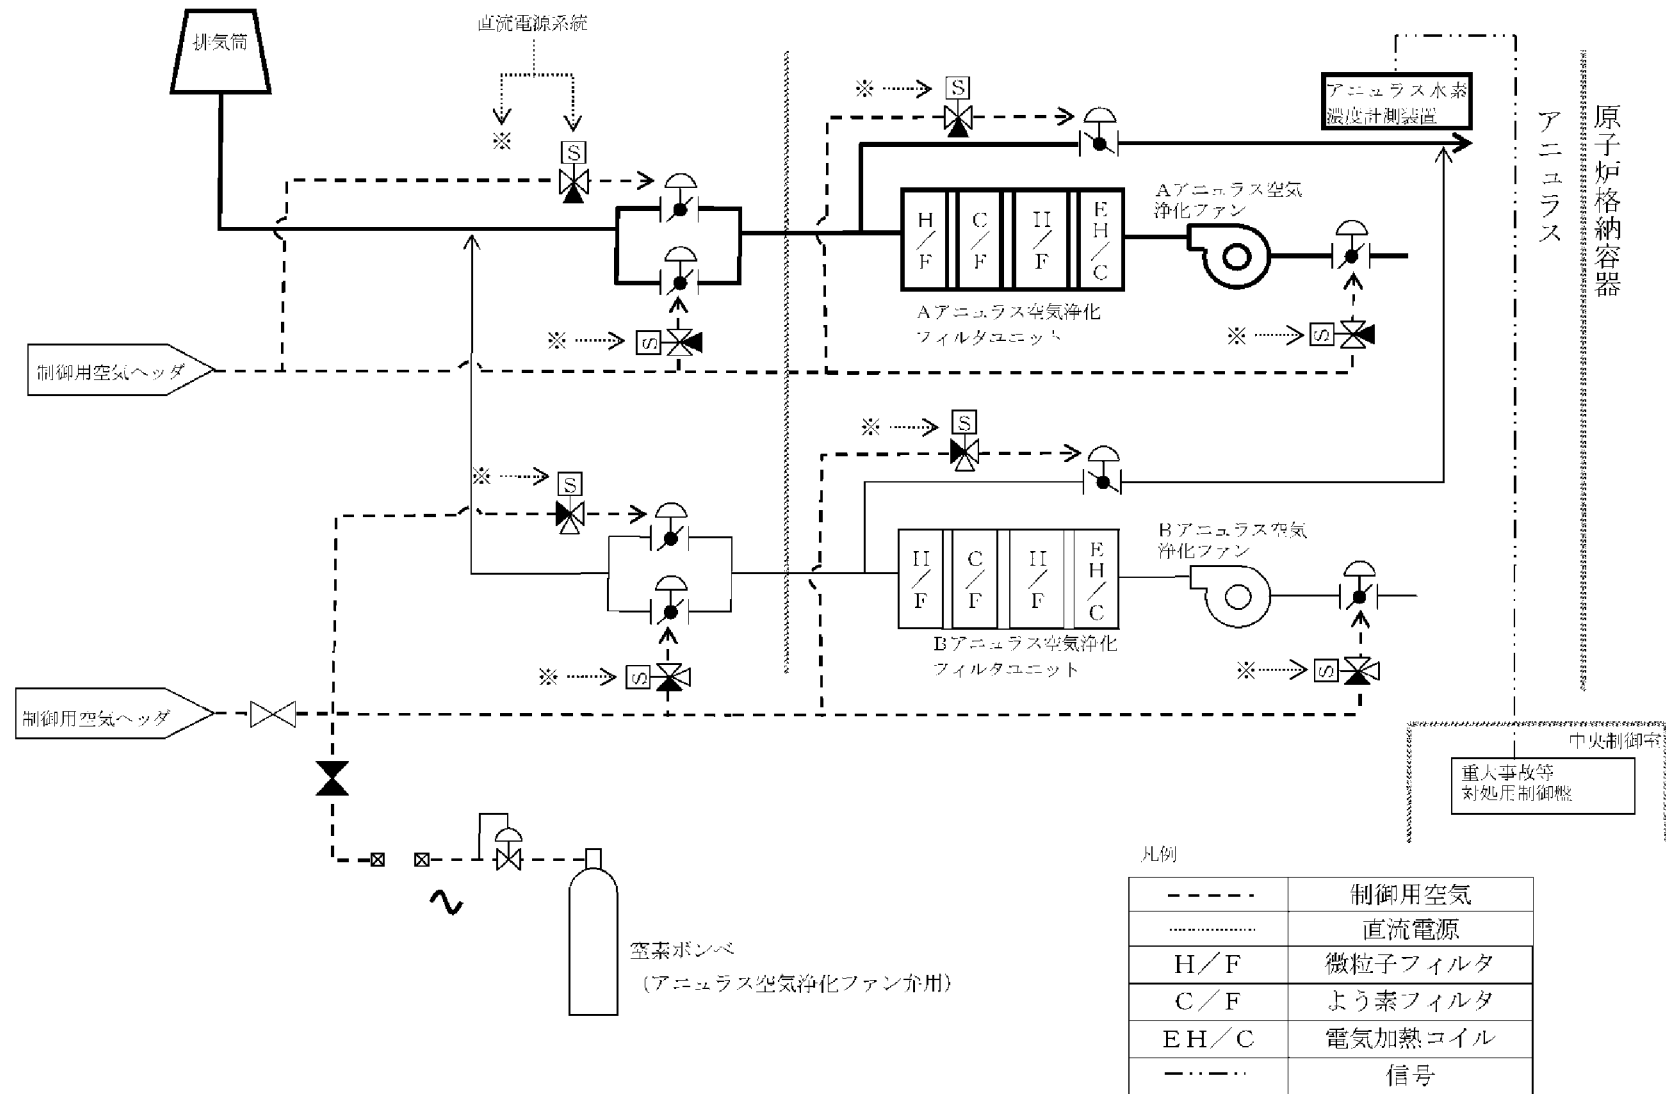 排気筒
直流電源系統
※
S
※
S
アニュラス水素
濃度計測装置
アニュラス
原子炉格納容器
H/F
C/F
H/F
EH/C
Aアニュラス空気
浄化ファン
Aアニュラス空気浄化
フィルタユニット
※
S
※
S
制御用空気ヘッダ
※
S
※
S
H/F
C/F
H/F
EH/C
Bアニュラス空気
浄化ファン
Bアニュラス空気浄化
フィルタユニット
※
S
※
S
制御用空気ヘッダ
中央制御室
重大事故等
対処用制御盤
窒素ボンベ
(アニュラス空気浄化ファン弁用)
凡例
制御用空気
直流電源
H/F 微粒子フィルタ
C/F よう素フィルタ
EH/C 電気加熱コイル
信号